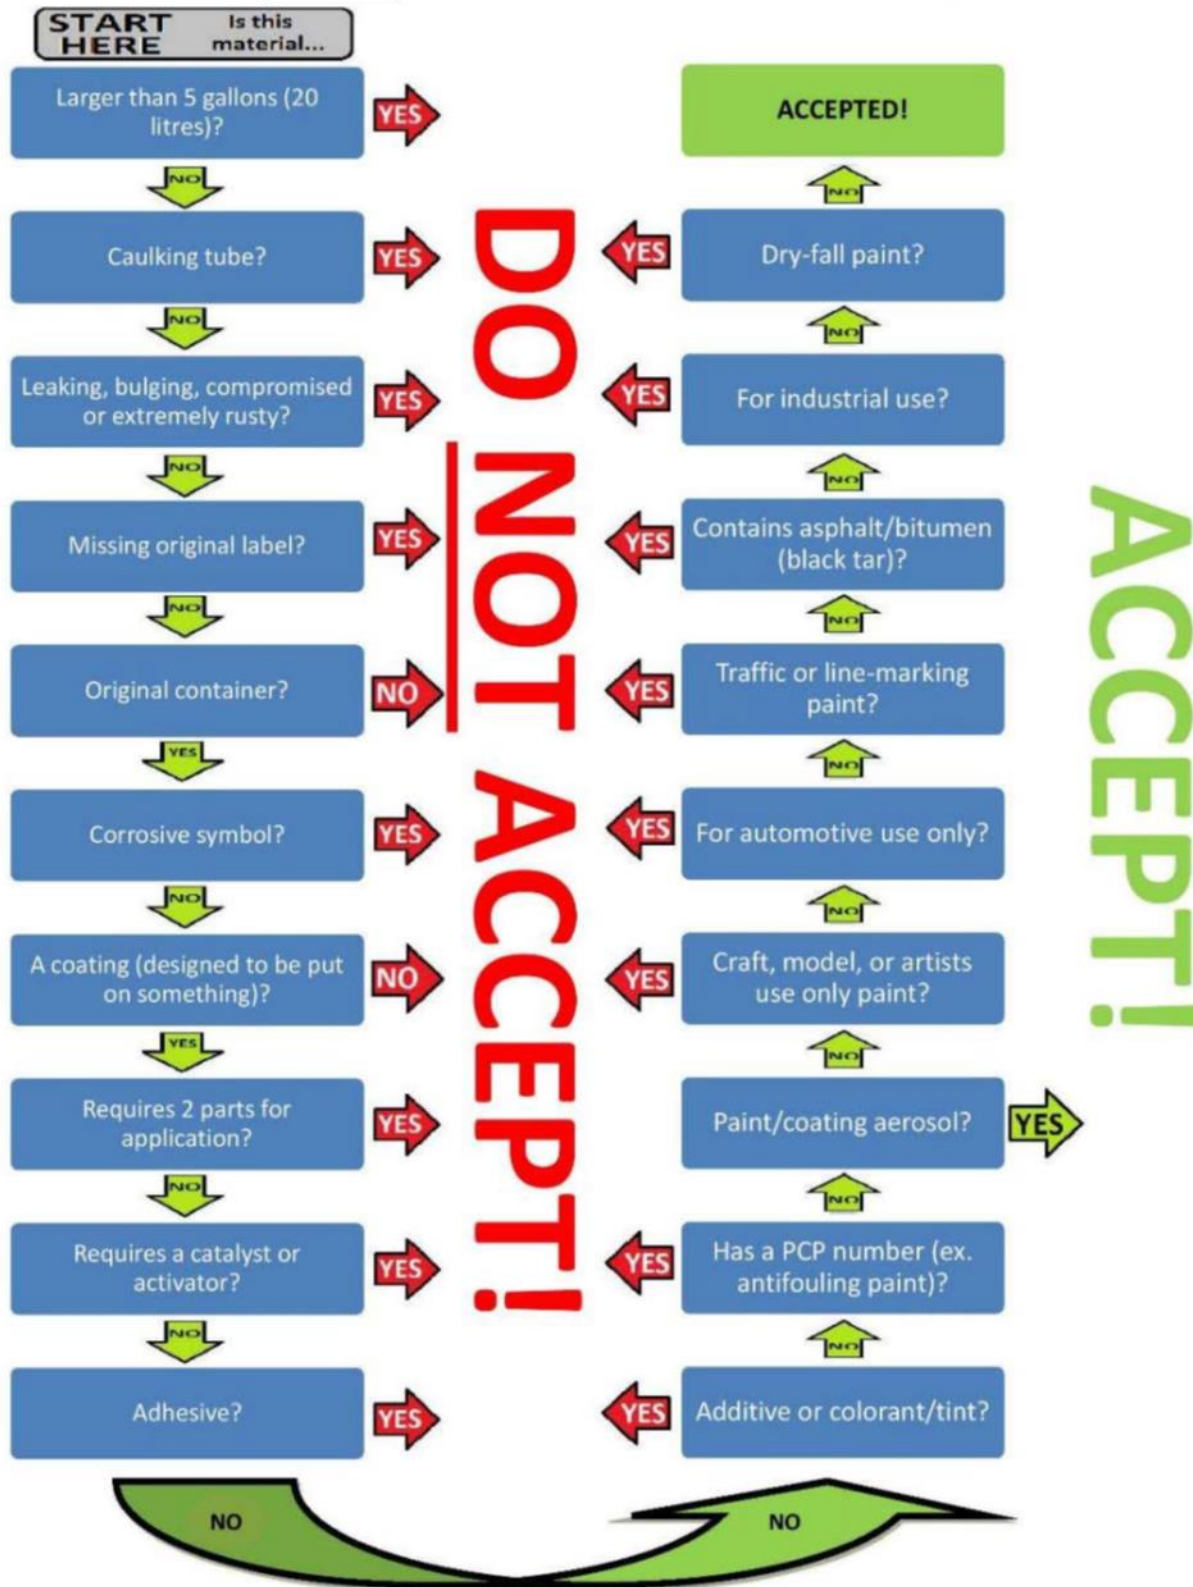 START HERE
Is this material...
Larger than 5 gallons (20
litres)?
YES
NO
Caulking tube?
YES
NO
Leaking, bulging, compromised
or extremely rusty?
YES
NO
Missing original label?
YES
NO
Original container?
NO
YES
Corrosive symbol?
YES
NO
A coating (designed to be put
on something)?
NO
YES
Requires 2 parts for
application?
YES
NO
Requires a catalyst or
activator?
YES
NO
Adhesive?
YES
NO
DO NOT ACCEPT!
NO
Additive or colorant/tint?
YES
NO
Has a PCP number (ex.
antifouling paint)?
YES
NO
Paint/coating aerosol?
YES
NO
Craft, model, or artists
use only paint?
YES
NO
For automotive use only?
YES
NO
Traffic or line-marking
paint?
YES
NO
Contains asphalt/bitumen
(black tar)?
YES
NO
For industrial use?
YES
NO
Dry-fall paint?
YES
NO
ACCEPTED!
ACCEPT!